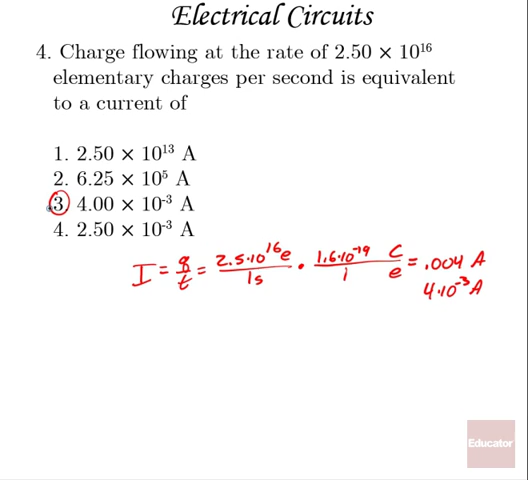 Electrical Circuits
4. Charge flowing at the rate of 2.50 × 10¹⁶
elementary charges per second is equivalent
to a current of
1. 2.50 × 10¹³ A
2. 6.25 × 10⁵ A
3. 4.00 × 10⁻³ A
4. 2.50 × 10⁻³ A
I = q/t = 2.5·10¹⁶e/1s · 1.6·10⁻¹⁹/1 C/e = .004 A
4·10⁻³A
Educator